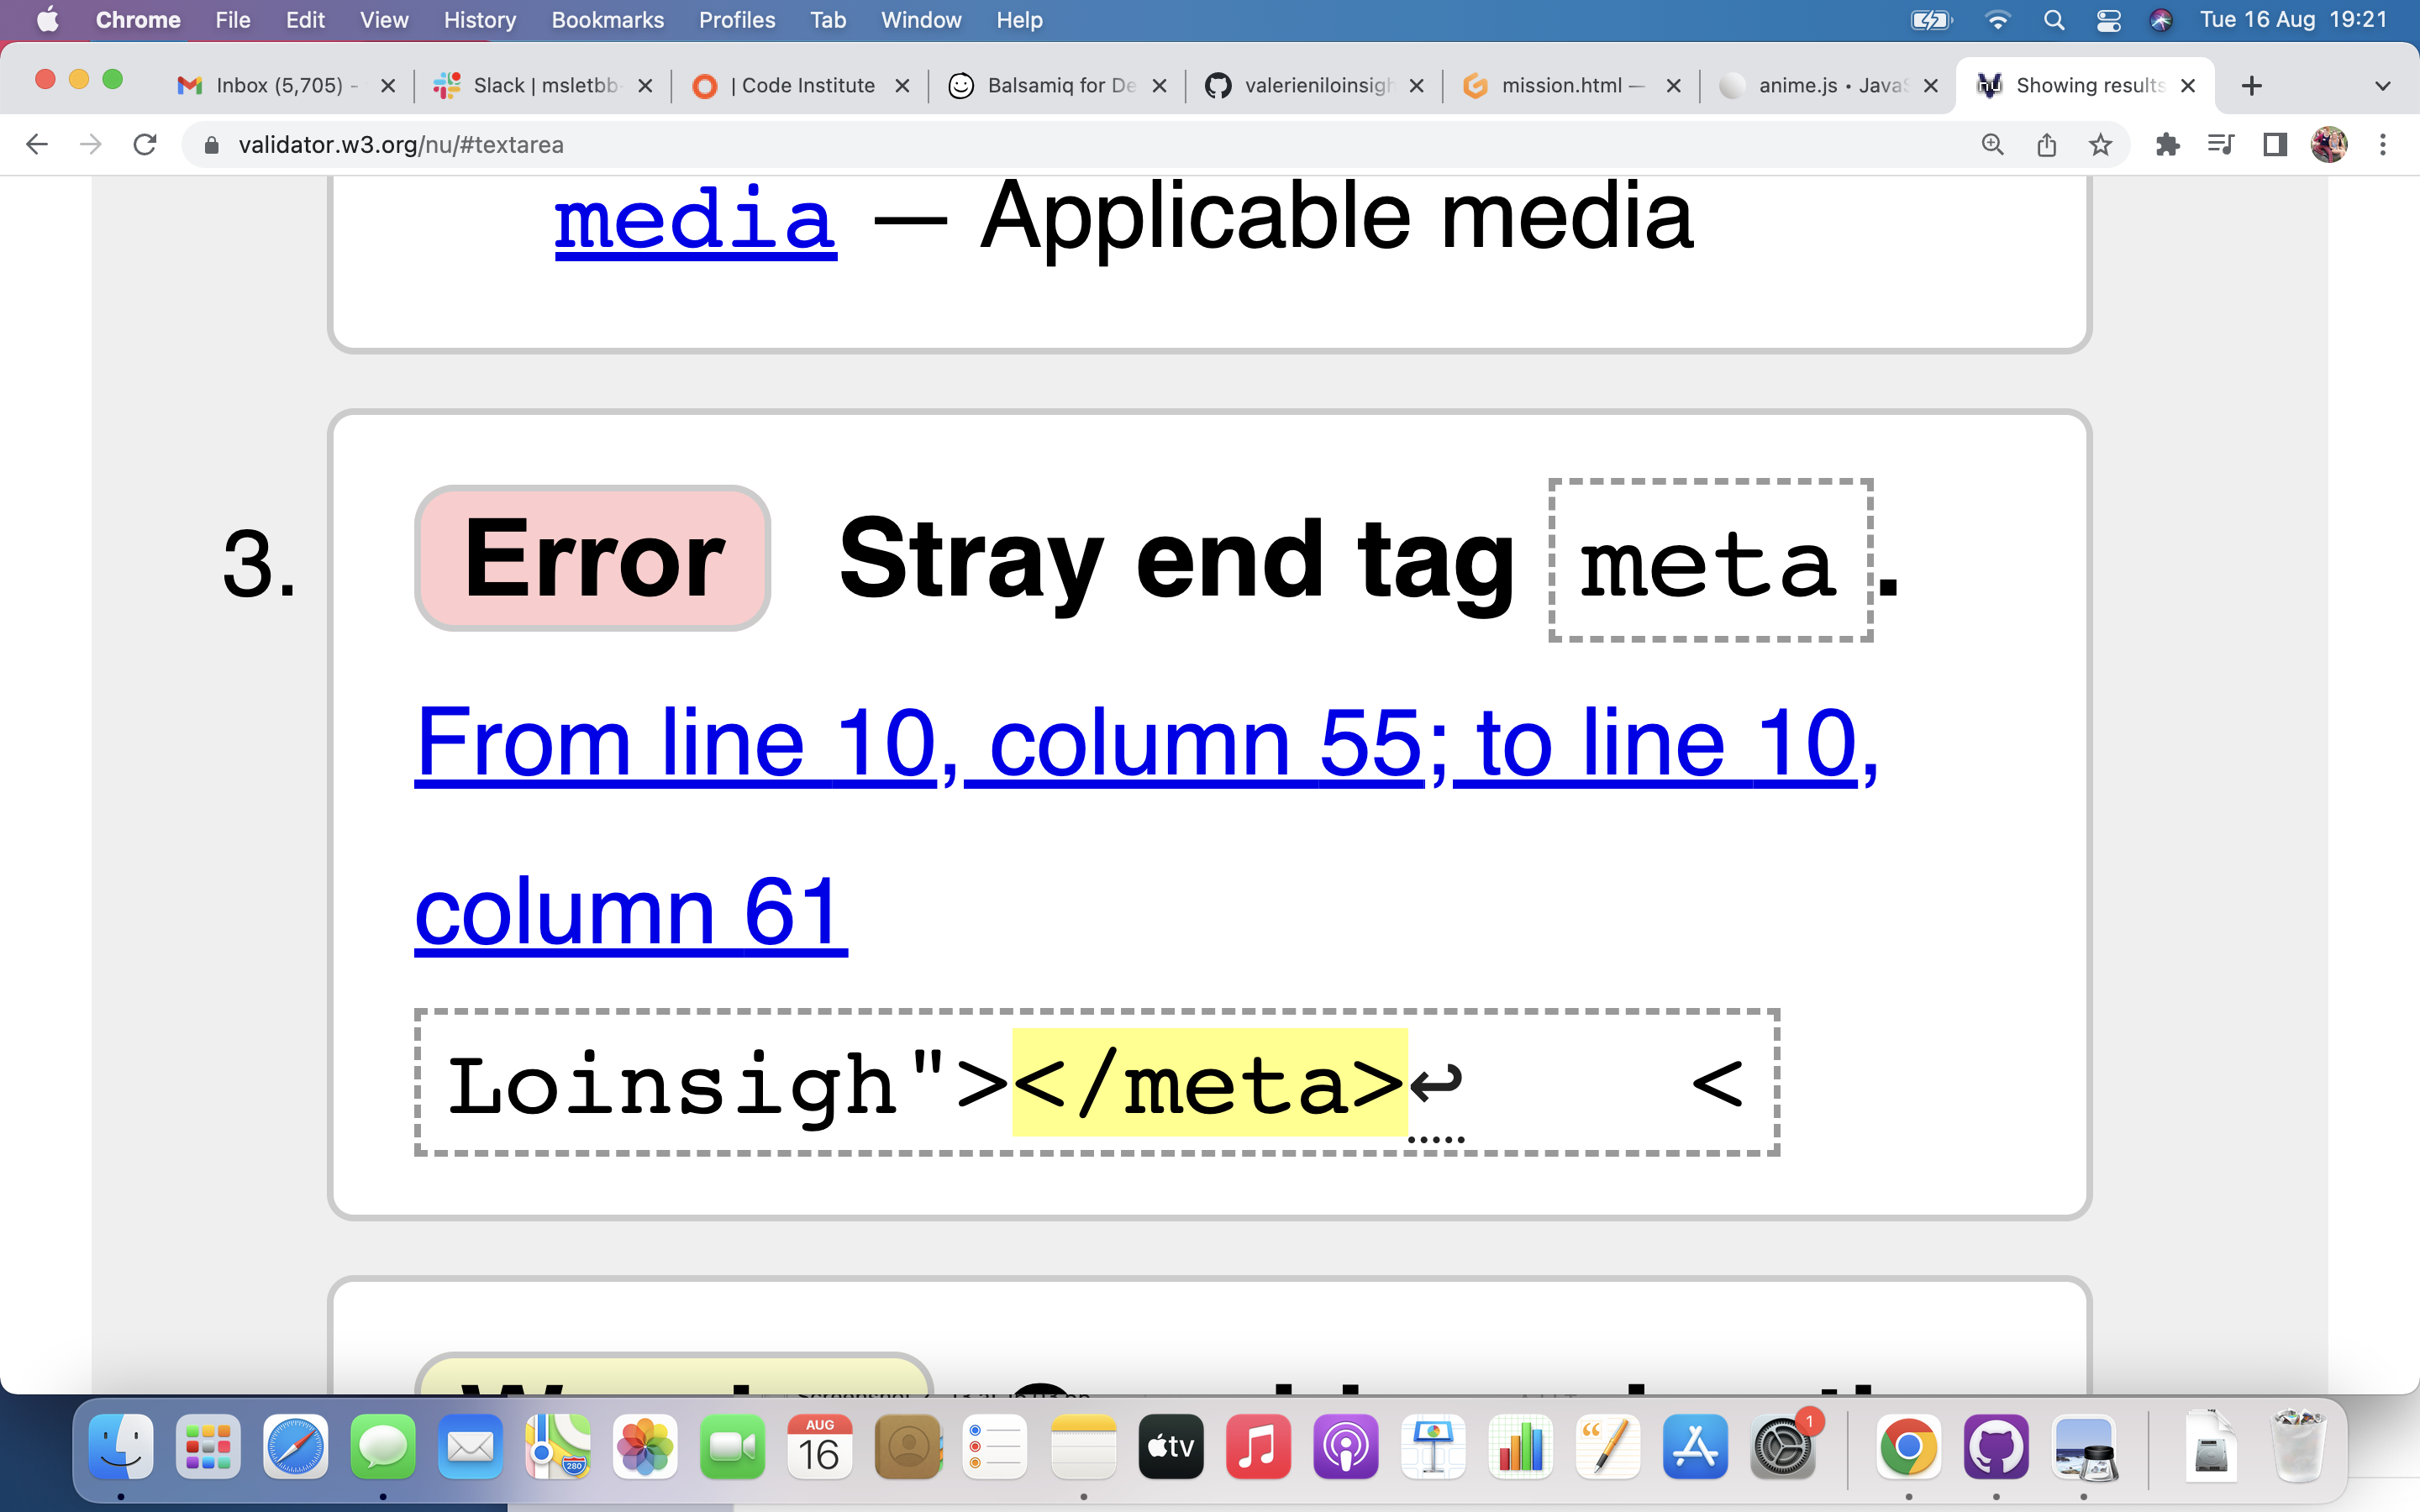 Chrome File Edit View History Bookmarks Profiles Tab Window Help Tue 16 Aug 19:21
Inbox (5,705) - Slack | msletbb- | Code Institute Balsamiq for De valerieniloinsigh mission.html — anime.js • JavaS Showing results
validator.w3.org/nu/#textarea
media — Applicable media
3. Error Stray end tag meta.
From line 10, column 55; to line 10,
column 61
Loinsigh"></meta>↩ <
AUG
16
280
tv
1